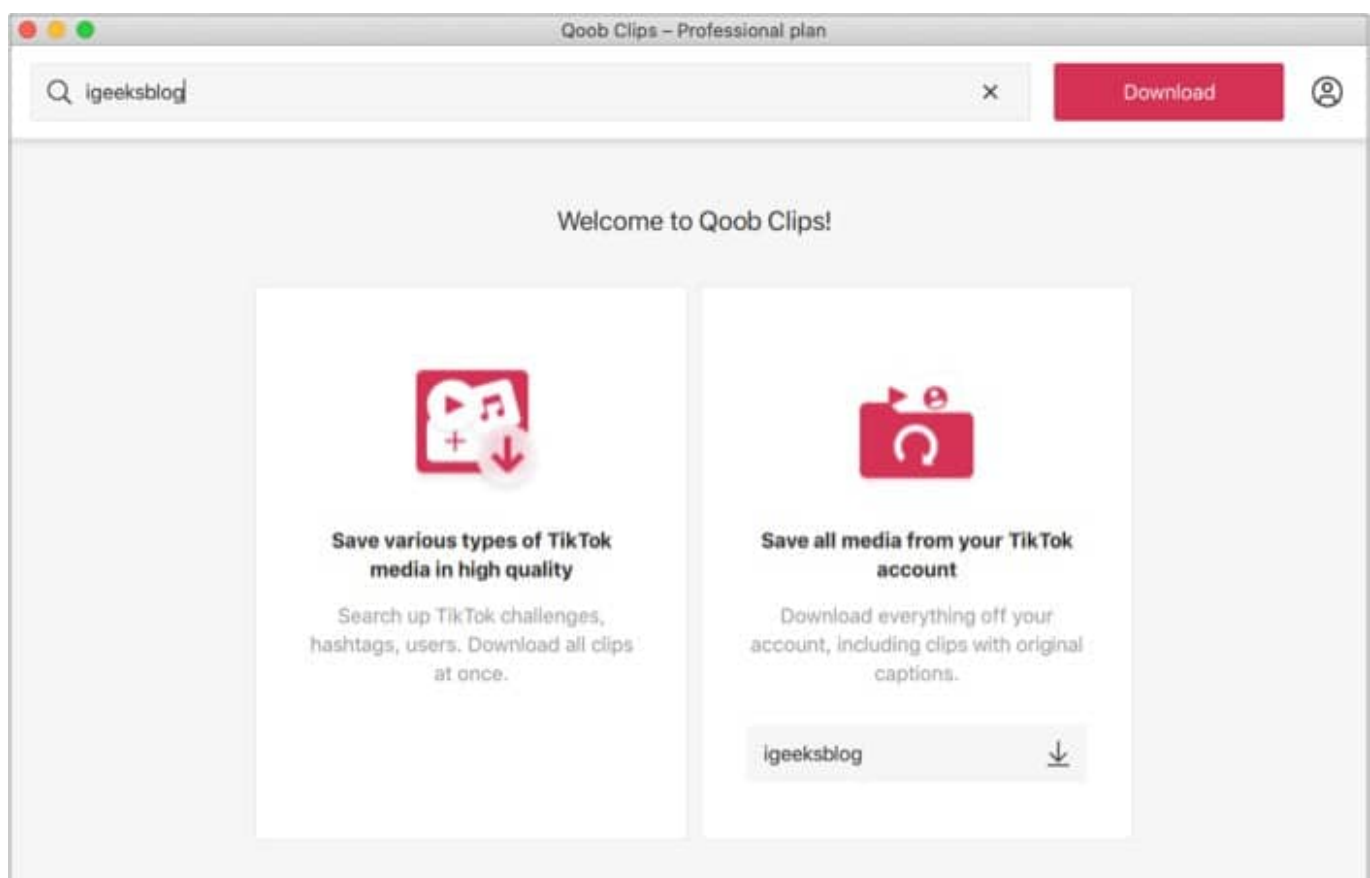 Qoob Clips – Professional plan
igeeksblog
Download
Welcome to Qoob Clips!
Save various types of TikTok
media in high quality
Search up TikTok challenges,
hashtags, users. Download all clips
at once.
Save all media from your TikTok
account
Download everything off your
account, including clips with original
captions.
igeeksblog